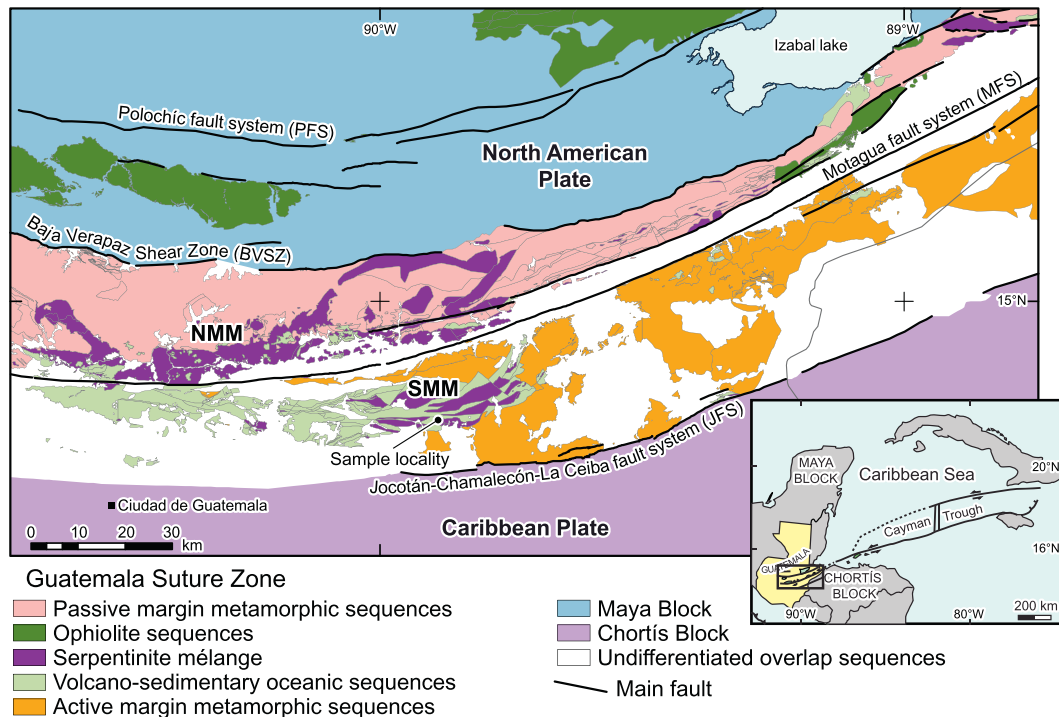 90°W
89°W
Izabal lake
Polochíc fault system (PFS)
North American
Plate
Motagua fault system (MFS)
Baja Verapaz
Shear Zone (BVSZ)
15°N
NMM
SMM
Sample locality
Jocotán-Chamalecón-La Ceiba fault system (JFS)
Ciudad de Guatemala
Caribbean Plate
0 10 20 30
km
MAYA
BLOCK
Caribbean Sea
20°N
Cayman
Trough
16°N
GUATEMALA
CHORTÍS
BLOCK
200 km
90°W
80°W
Guatemala Suture Zone
Passive margin metamorphic sequences
Ophiolite sequences
Serpentinite mélange
Volcano-sedimentary oceanic sequences
Active margin metamorphic sequences
Maya Block
Chortís Block
Undifferentiated overlap sequences
Main fault